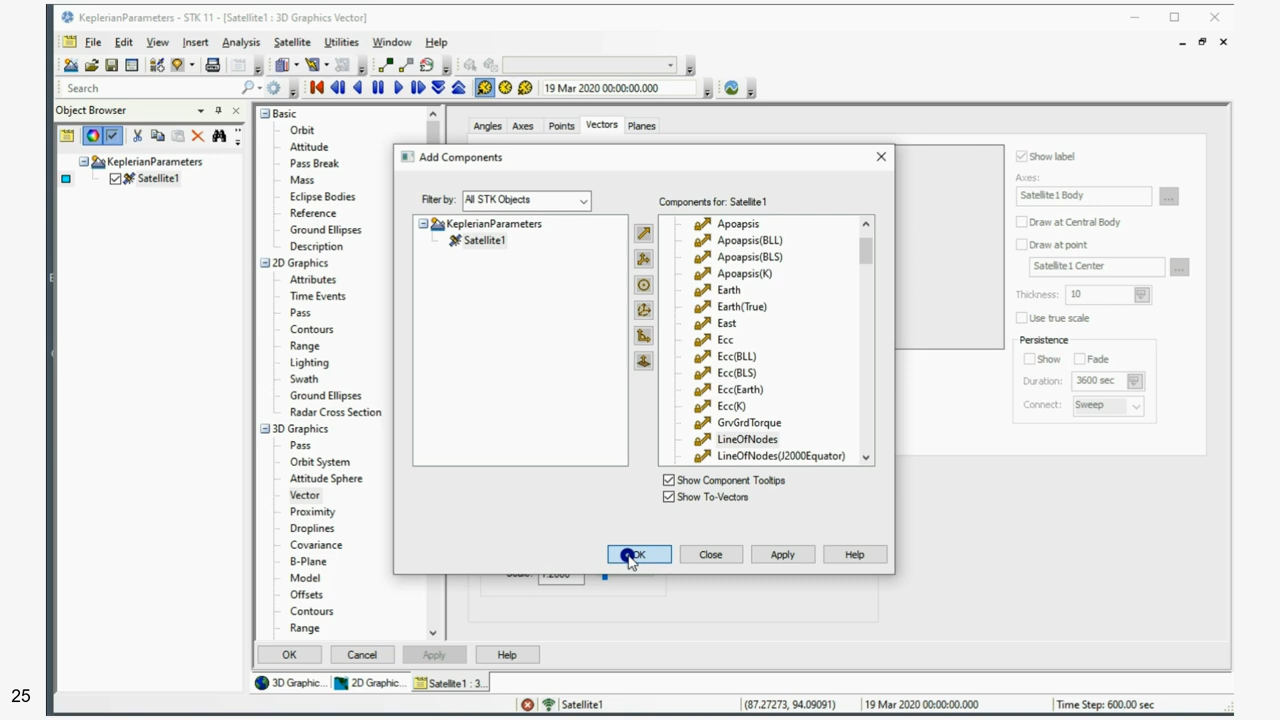 KeplerianParameters - STK 11 - [Satellite1 : 3D Graphics Vector]
File Edit View Insert Analysis Satellite Utilities Window Help
19 Mar 2020 00:00:00.000
Search
Object Browser
KeplerianParameters
Satellite1
Basic
Orbit
Attitude
Pass Break
Mass
Eclipse Bodies
Reference
Ground Ellipses
Description
2D Graphics
Attributes
Time Events
Pass
Contours
Range
Lighting
Swath
Ground Ellipses
Radar Cross Section
3D Graphics
Pass
Orbit System
Attitude Sphere
Vector
Proximity
Droplines
Covariance
B-Plane
Model
Offsets
Contours
Range
Angles Axes Points Vectors Planes
Add Components
Filter by: All STK Objects
KeplerianParameters
Satellite1
Components for: Satellite1
Apoapsis
Apoapsis(BLL)
Apoapsis(BLS)
Apoapsis(K)
Earth
Earth(True)
East
Ecc
Ecc(BLL)
Ecc(BLS)
Ecc(Earth)
Ecc(K)
GrvGrdTorque
LineOfNodes
LineOfNodes(J2000Equator)
Show Component Tooltips
Show To-Vectors
OK Close Apply Help
Show label
Axes:
Satellite1 Body ...
Draw at Central Body
Draw at point
Satellite1 Center ...
Thickness: 10
Use true scale
Persistence
Show Fade
Duration: 3600 sec
Connect: Sweep
OK Cancel Apply Help
3D Graphic... 2D Graphic... Satellite1 : 3...
Satellite1 (87.27273, 94.09091) 19 Mar 2020 00:00:00.000 Time Step: 600.00 sec
25